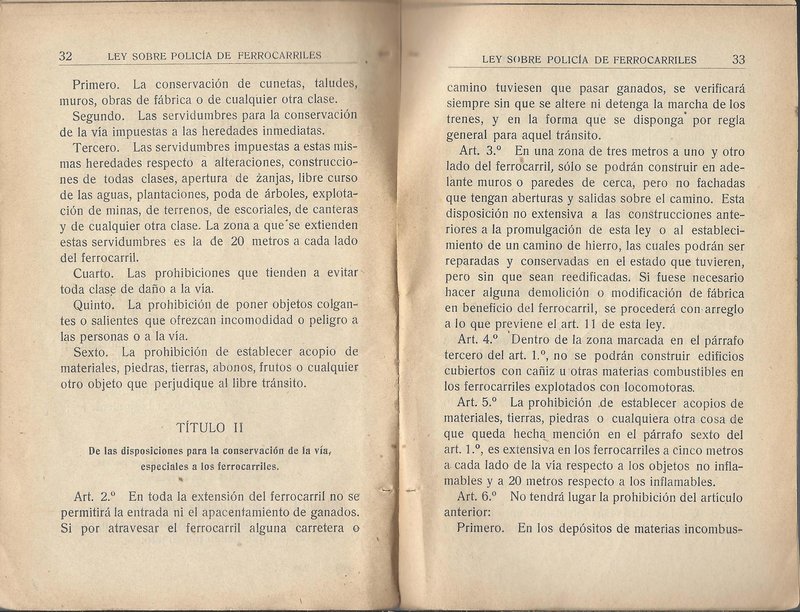 32 LEY SOBRE POLICÍA DE FERROCARRILES
Primero. La conservación de cunetas, taludes,
muros, obras de fábrica o de cualquier otra clase.
Segundo. Las servidumbres para la conservación
de la vía impuestas a las heredades inmediatas.
Tercero. Las servidumbres impuestas a estas mis-
mas heredades respecto a alteraciones, construccio-
nes de todas clases, apertura de zanjas, libre curso
de las aguas, plantaciones, poda de árboles, explota-
ción de minas, de terrenos, de escoriales, de canteras
y de cualquier otra clase. La zona a que se extienden
estas servidumbres es la de 20 metros a cada lado
del ferrocarril.
Cuarto. Las prohibiciones que tienden a evitar
toda clase de daño a la vía.
Quinto. La prohibición de poner objetos colgan-
tes o salientes que ofrezcan incomodidad o peligro a
las personas o a la vía.
Sexto. La prohibición de establecer acopio de
materiales, piedras, tierras, abonos, frutos o cualquier
otro objeto que perjudique al libre tránsito.
TÍTULO II
De las disposiciones para la conservación de la vía,
especiales a los ferrocarriles.
Art. 2.º En toda la extensión del ferrocarril no se
permitirá la entrada ni el apacentamiento de ganados.
Si por atravesar el ferrocarril alguna carretera o
LEY SOBRE POLICÍA DE FERROCARRILES 33
camino tuviesen que pasar ganados, se verificará
siempre sin que se altere ni detenga la marcha de los
trenes, y en la forma que se disponga por regla
general para aquel tránsito.
Art. 3.º En una zona de tres metros a uno y otro
lado del ferrocarril, sólo se podrán construir en ade-
lante muros o paredes de cerca, pero no fachadas
que tengan aberturas y salidas sobre el camino. Esta
disposición no extensiva a las construcciones ante-
riores a la promulgación de esta ley o al estableci-
miento de un camino de hierro, las cuales podrán ser
reparadas y conservadas en el estado que tuvieren,
pero sin que sean reedificadas. Si fuese necesario
hacer alguna demolición o modificación de fábrica
en beneficio del ferrocarril, se procederá con arreglo
a lo que previene el art. 11 de esta ley.
Art. 4.º Dentro de la zona marcada en el párrafo
tercero del art. 1.º, no se podrán construir edificios
cubiertos con cañiz u otras materias combustibles en
los ferrocarriles explotados con locomotoras.
Art. 5.º La prohibición de establecer acopios de
materiales, tierras, piedras o cualquiera otra cosa de
que queda hecha mención en el párrafo sexto del
art. 1.º, es extensiva en los ferrocarriles a cinco metros
a cada lado de la vía respecto a los objetos no infla-
mables y a 20 metros respecto a los inflamables.
Art. 6.º No tendrá lugar la prohibición del artículo
anterior:
Primero. En los depósitos de materias incombus-